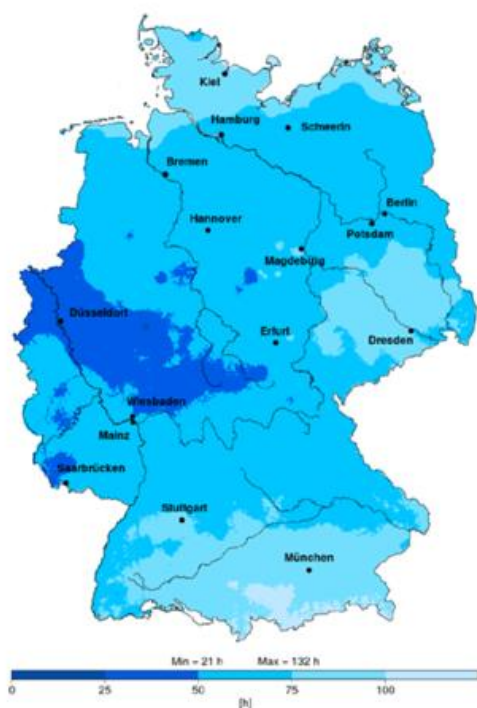 Kiel
Hamburg
Schwerin
Bremen
Berlin
Hannover
Potsdam
Magdeburg
Düsseldorf
Erfurt
Dresden
Wiesbaden
Mainz
Saarbrücken
Stuttgart
München
Min = 21 h Max = 132 h
0 25 50 75 100
[h]